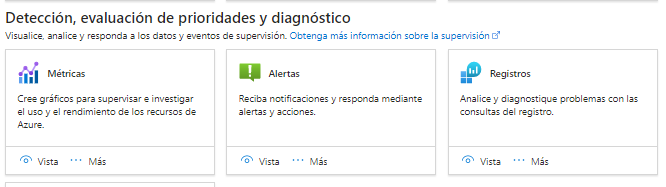 Detección, evaluación de prioridades y diagnóstico
Visualice, analice y responda a los datos y eventos de supervisión. Obtenga más información sobre la supervisión
Métricas
Cree gráficos para supervisar e investigar
el uso y el rendimiento de los recursos de
Azure.
Vista ··· Más
Alertas
Reciba notificaciones y responda mediante
alertas y acciones.
Vista ··· Más
Registros
Analice y diagnostique problemas con las
consultas del registro.
Vista ··· Más